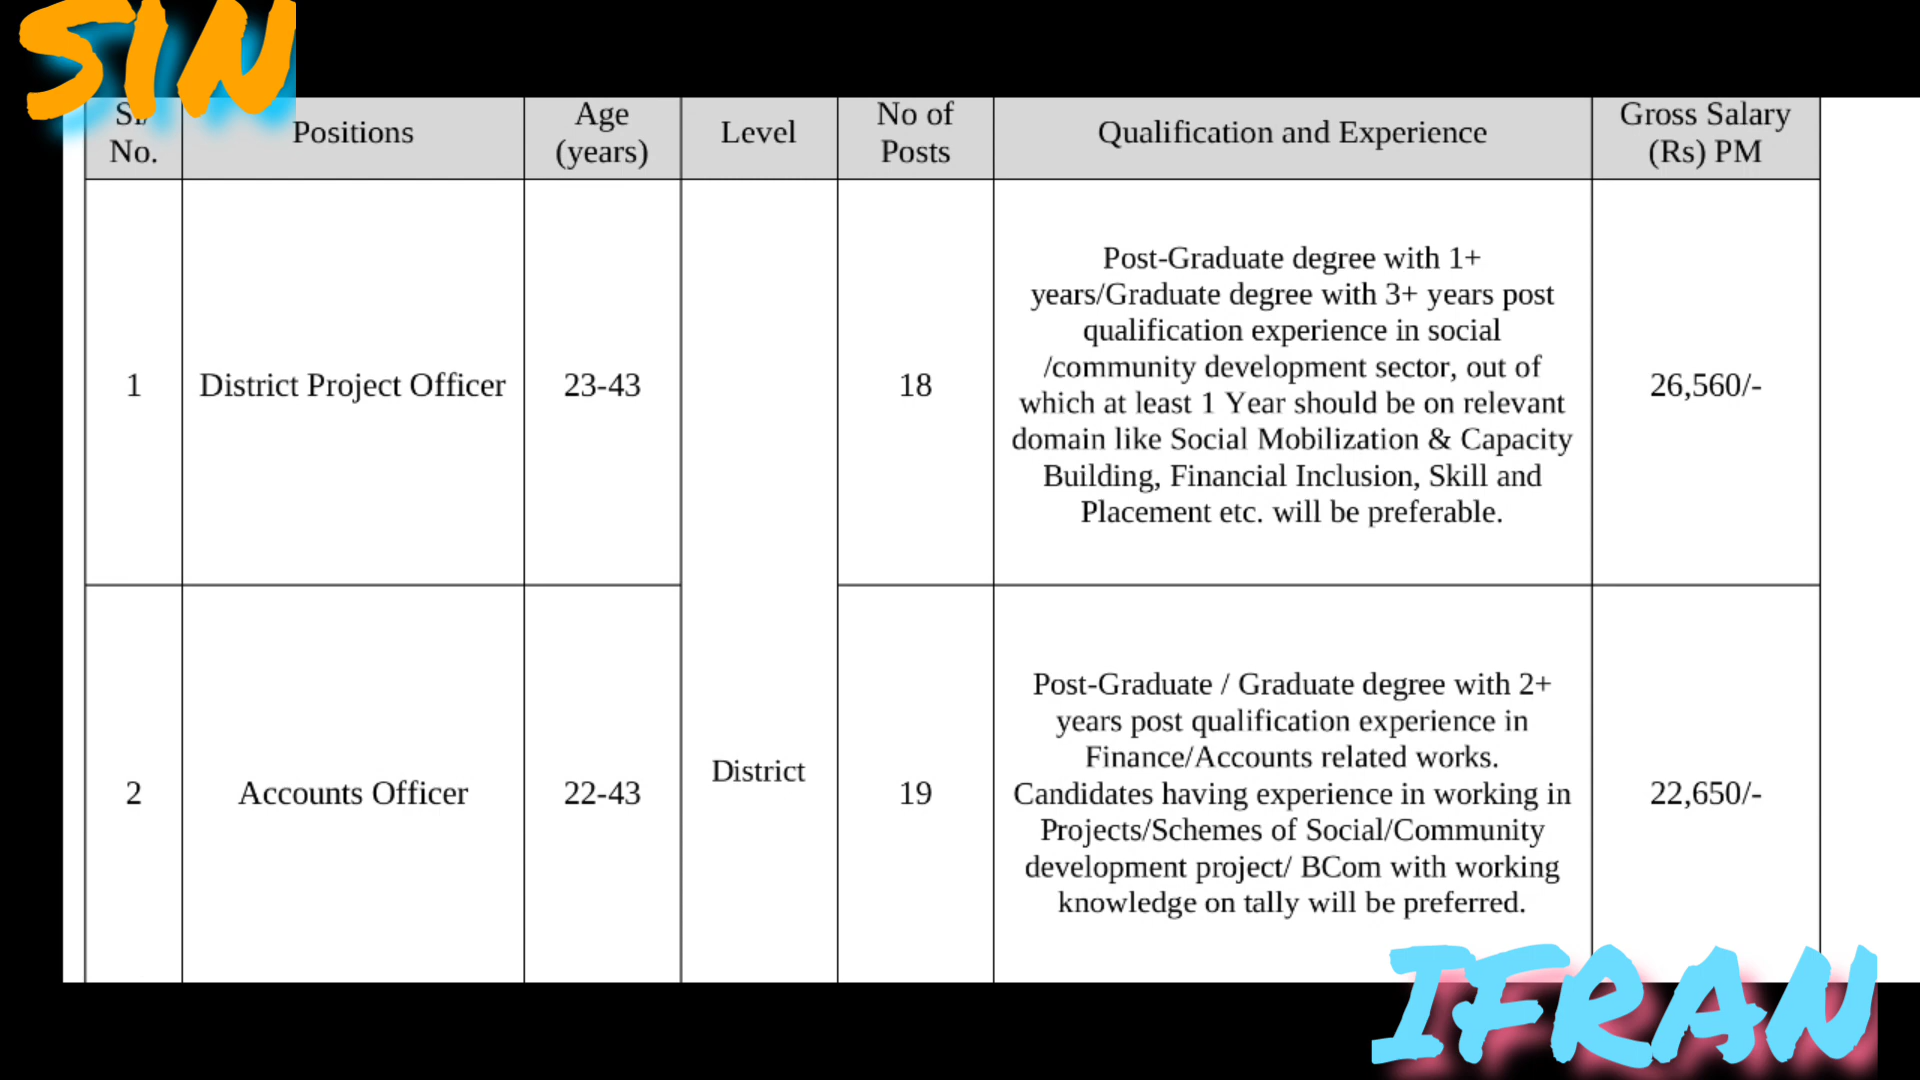 SIN
Sl/
No.
Positions
Age
(years)
Level
No of
Posts
Qualification and Experience
Gross Salary
(Rs) PM
1
District Project Officer
23-43
18
Post-Graduate degree with 1+
years/Graduate degree with 3+ years post
qualification experience in social
/community development sector, out of
which at least 1 Year should be on relevant
domain like Social Mobilization & Capacity
Building, Financial Inclusion, Skill and
Placement etc. will be preferable.
26,560/-
2
Accounts Officer
22-43
District
19
Post-Graduate / Graduate degree with 2+
years post qualification experience in
Finance/Accounts related works.
Candidates having experience in working in
Projects/Schemes of Social/Community
development project/ BCom with working
knowledge on tally will be preferred.
22,650/-
IFRAN